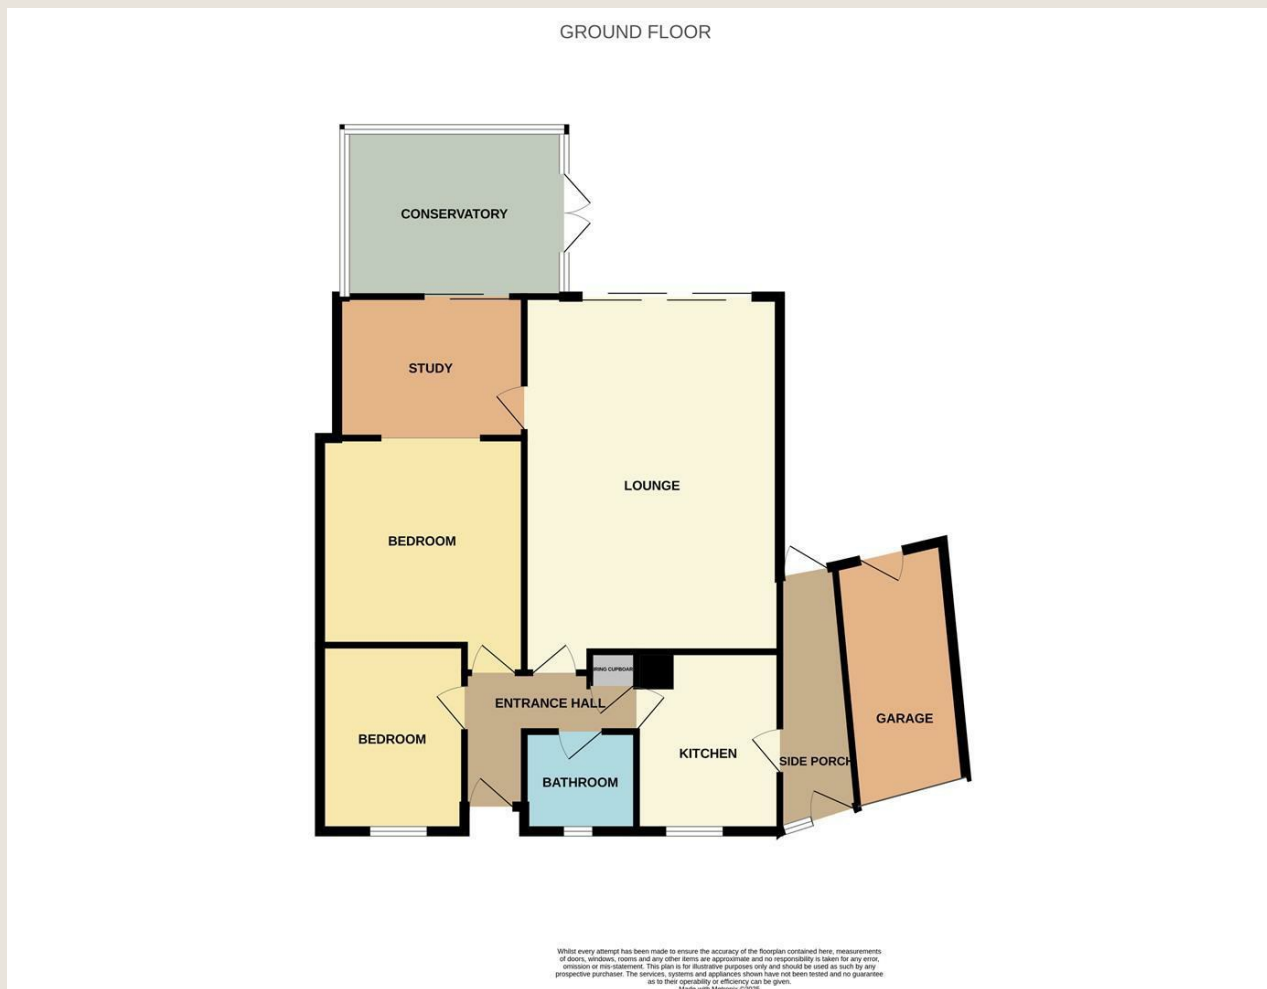 GROUND FLOOR
CONSERVATORY
STUDY
LOUNGE
BEDROOM
ENTRANCE HALL
BEDROOM
BATHROOM
KITCHEN
SIDE PORCH
GARAGE
Whilst every attempt has been made to ensure the accuracy of the floorplan contained here, measurements
of doors, windows, rooms and any other items are approximate and no responsibility is taken for any error,
omission or mis-statement. This plan is for illustrative purposes only and should be used as such by any
prospective purchaser. The services, systems and appliances shown have not been tested and no guarantee
as to their operability or efficiency can be given.
Made with Metropix ©2025